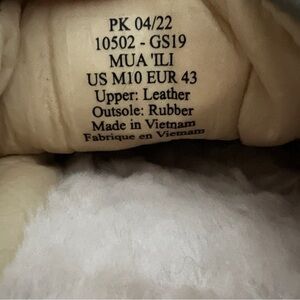 PK 04/22
10502 - GS19
MUA 'ILI
US M10 EUR 43
Upper: Leather
Outsole: Rubber
Made in Vietnam
Fabrique en Vietnam